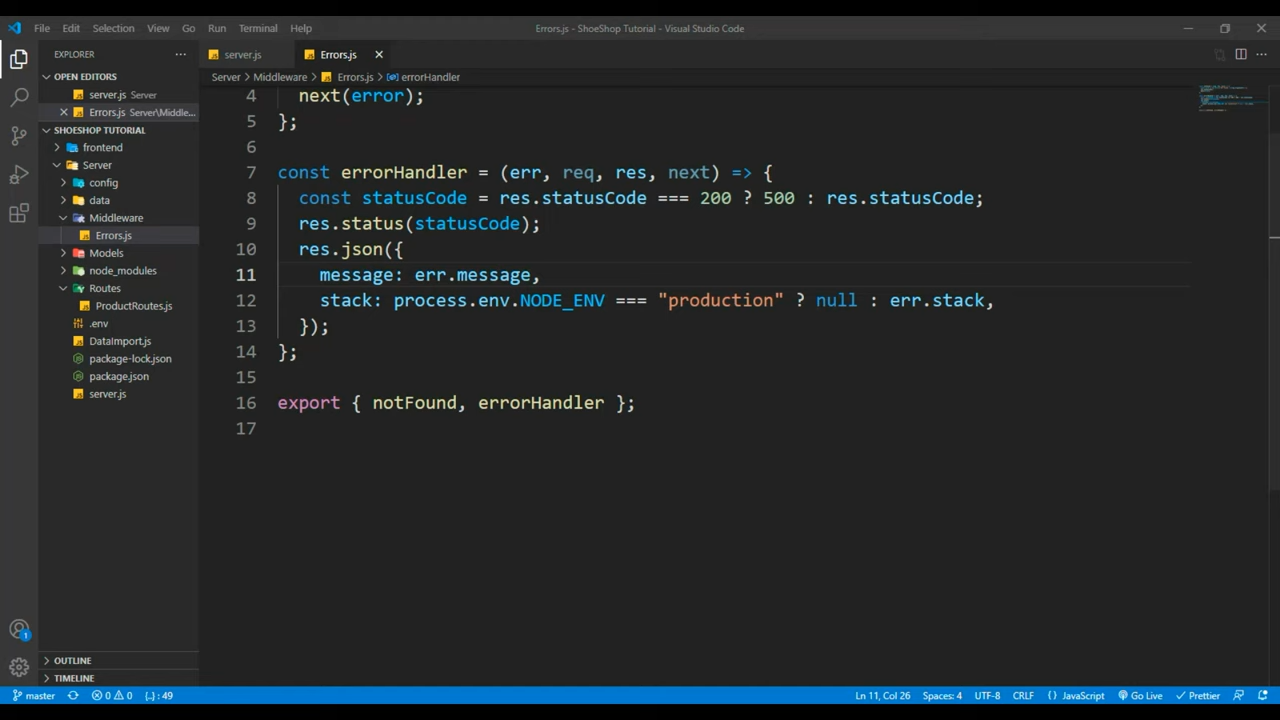 File Edit Selection View Go Run Terminal Help
Errors.js - ShoeShop Tutorial - Visual Studio Code
EXPLORER
server.js
Errors.js
OPEN EDITORS
server.js Server
Errors.js Server\Middle...
SHOESHOP TUTORIAL
frontend
Server
config
data
Middleware
Errors.js
Models
node_modules
Routes
ProductRoutes.js
.env
DataImport.js
package-lock.json
package.json
server.js
OUTLINE
TIMELINE
Server > Middleware > Errors.js > errorHandler
4 next(error);
5 };
6
7 const errorHandler = (err, req, res, next) => {
8 const statusCode = res.statusCode === 200 ? 500 : res.statusCode;
9 res.status(statusCode);
10 res.json({
11 message: err.message,
12 stack: process.env.NODE_ENV === "production" ? null : err.stack,
13 });
14 };
15
16 export { notFound, errorHandler };
17
1
master 0 0 {..} : 49
Ln 11, Col 26 Spaces: 4 UTF-8 CRLF {} JavaScript Go Live Prettier